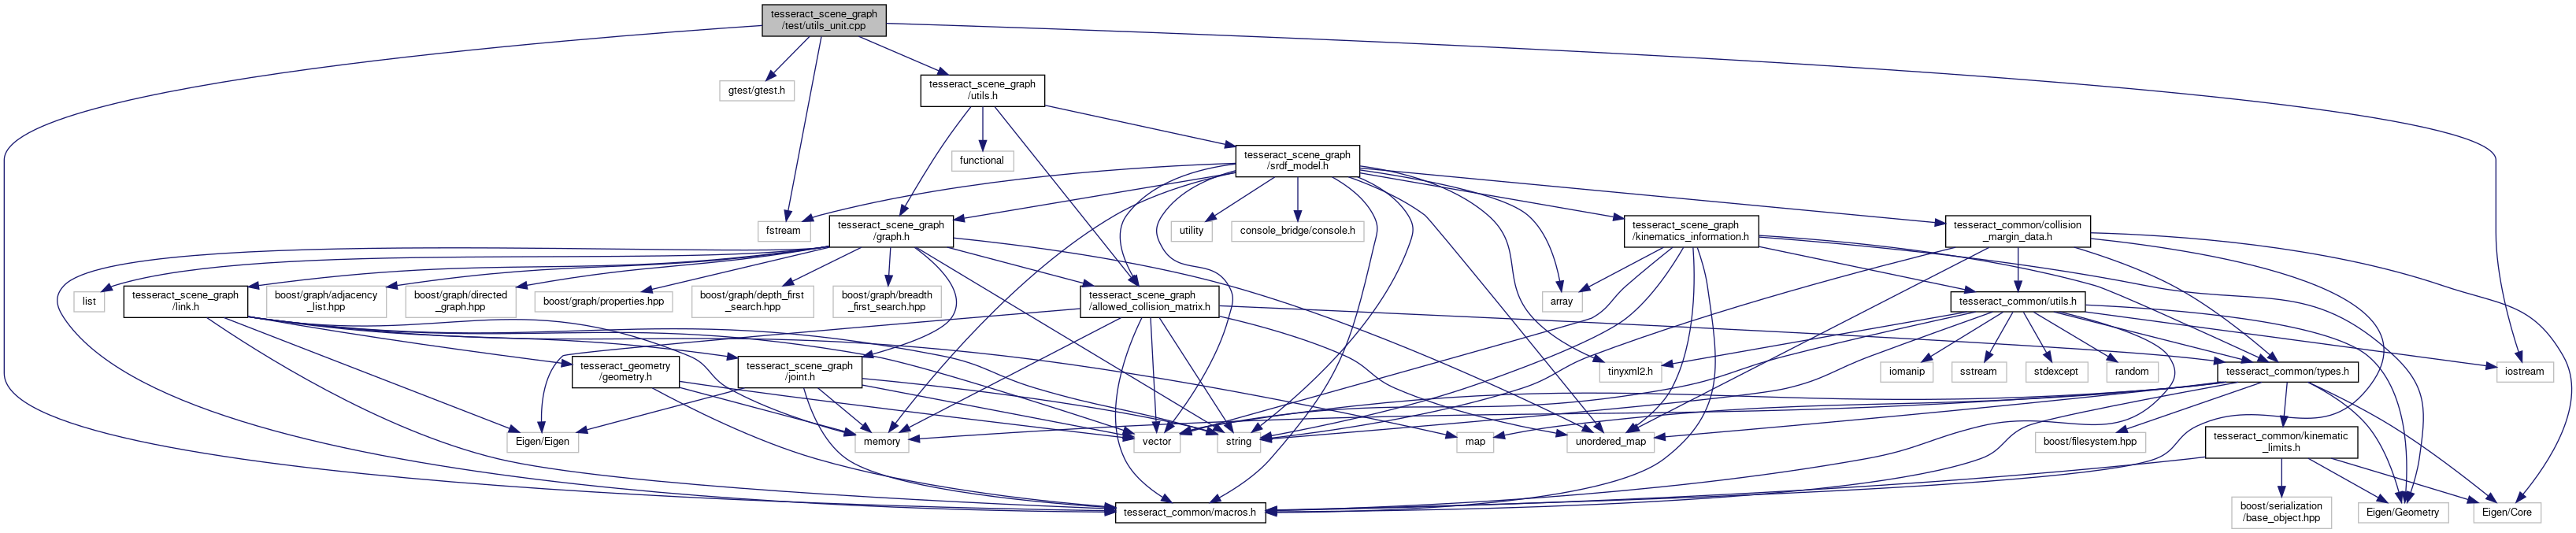 tesseract_scene_graph
/test/utils_unit.cpp
gtest/gtest.h
tesseract_scene_graph
/utils.h
functional
tesseract_scene_graph
/srdf_model.h
fstream
tesseract_scene_graph
/graph.h
utility
console_bridge/console.h
tesseract_scene_graph
/kinematics_information.h
tesseract_common/collision
_margin_data.h
list
tesseract_scene_graph
/link.h
boost/graph/adjacency
_list.hpp
boost/graph/directed
_graph.hpp
boost/graph/properties.hpp
boost/graph/depth_first
_search.hpp
boost/graph/breadth
_first_search.hpp
tesseract_scene_graph
/allowed_collision_matrix.h
array
tesseract_common/utils.h
tesseract_geometry
/geometry.h
tesseract_scene_graph
/joint.h
tinyxml2.h
iomanip
sstream
stdexcept
random
tesseract_common/types.h
iostream
Eigen/Eigen
memory
vector
string
map
unordered_map
boost/filesystem.hpp
tesseract_common/kinematic
_limits.h
tesseract_common/macros.h
boost/serialization
/base_object.hpp
Eigen/Geometry
Eigen/Core